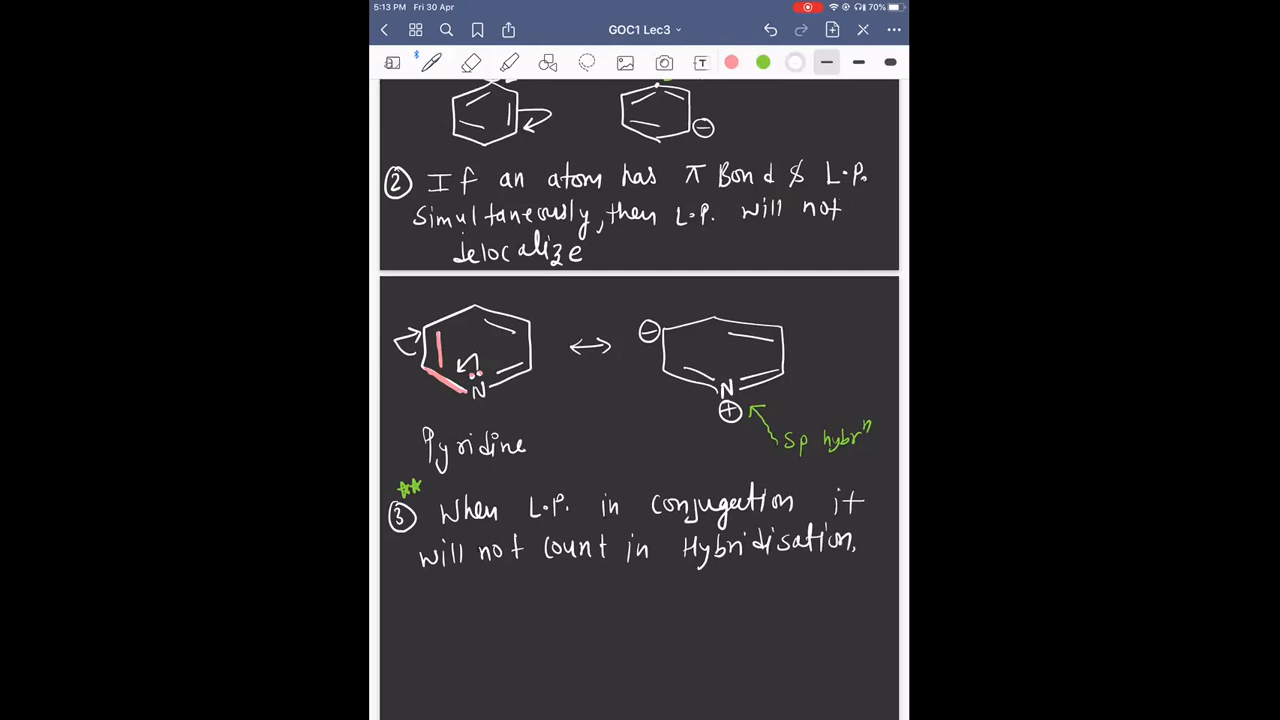 5:13 PM Fri 30 Apr
70%
GOC1 Lec3
② If an atom has π Bond & L.P.
Simultaneously, then L.P. will not
delocalize
⊖
⊖
N
N
⊕
Sp hybrⁿ
Pyridine
③ When L.P. in conjugation it
will not count in Hybridisation.